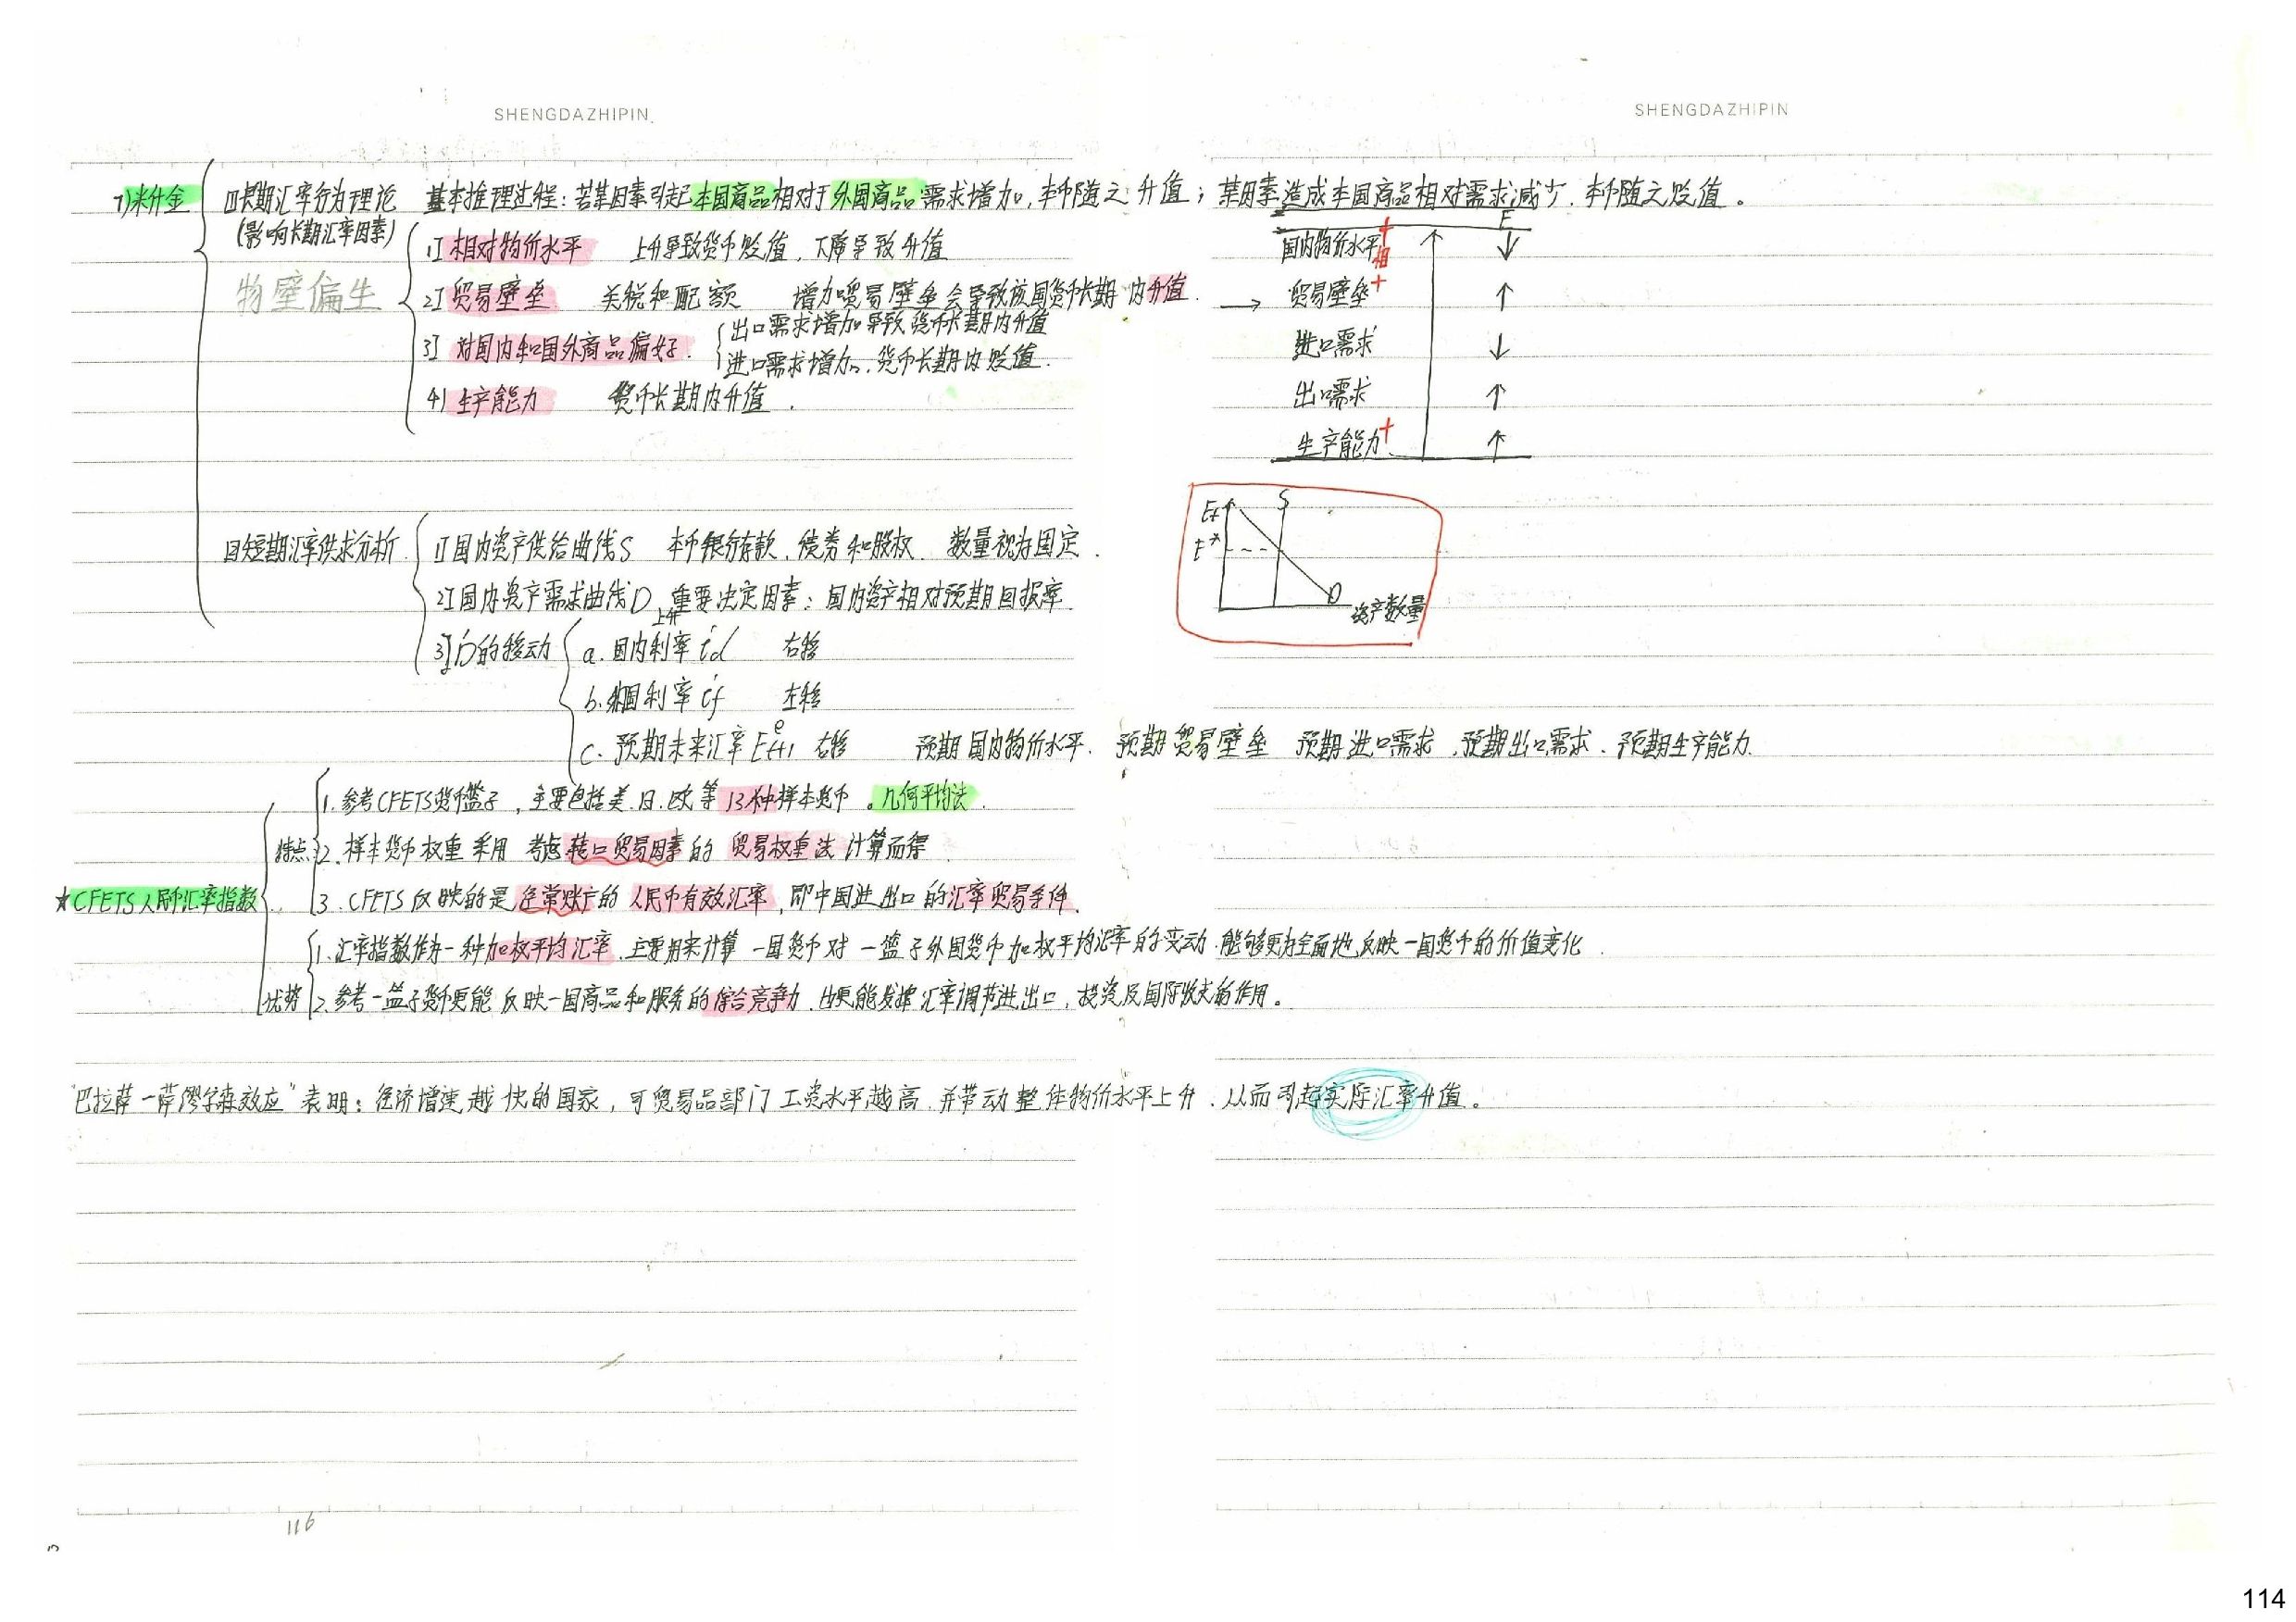 SHENGDAZHIPIN
SHENGDAZHIPIN
7)米什金
[1]长期汇率行为理论 基本推理过程:若某因素引起本国商品相对于外国商品需求增加,本币随之升值;某因素造成本国商品相对需求减少,本币随之贬值。
(影响长期汇率因素)
物壁偏生
1] 相对物价水平 上升导致货币贬值,下降导致升值
2] 贸易壁垒 关税和配额 增加贸易壁垒会导致该国货币长期内升值. →
3] 对国内和国外商品偏好. 出口需求增加导致货币长期内升值
进口需求增加,货币长期内贬值.
4] 生产能力 货币长期内升值.
E
国内物价水平 + 相 ↑ ↓
贸易壁垒 + ↑
进口需求 ↓
出口需求 ↑
生产能力 + ↑
[2]短期汇率供求分析
1]国内资产供给曲线S 本币银行存款,债券和股权 数量视为固定.
2]国内资产需求曲线D 重要决定因素:国内资产相对预期回报率
3]D的移动
上升
a.国内利率 id 右移
b.外国利率 if 左移
c.预期未来汇率 Eet+1 右移 预期国内物价水平.预期贸易壁垒 预期进口需求,预期出口需求.预期生产能力.
Et S
E*
D
资产数量
★CFETS人民币汇率指数
特点
1.参考CFETS货币篮子,主要包括美.日.欧等13种样本货币。几何平均法.
2.样本货币权重采用 考虑转口贸易因素的 贸易权重法 计算而得
3.CFETS反映的是经常账户的 人民币有效汇率,即中国进出口的汇率贸易条件.
优势
1.汇率指数作为一种加权平均汇率.主要用来计算一国货币对一篮子外国货币加权平均汇率的变动.能够更为全面地反映一国货币的价值变化.
2.参考一篮子货币更能反映一国商品和服务的综合竞争力.也更能发挥汇率调节进出口,投资及国际收支的作用。
"巴拉萨-萨缪尔森效应"表明:经济增速越快的国家,可贸易品部门工资水平越高.并带动整体物价水平上升.从而引起实际汇率升值。
116
114